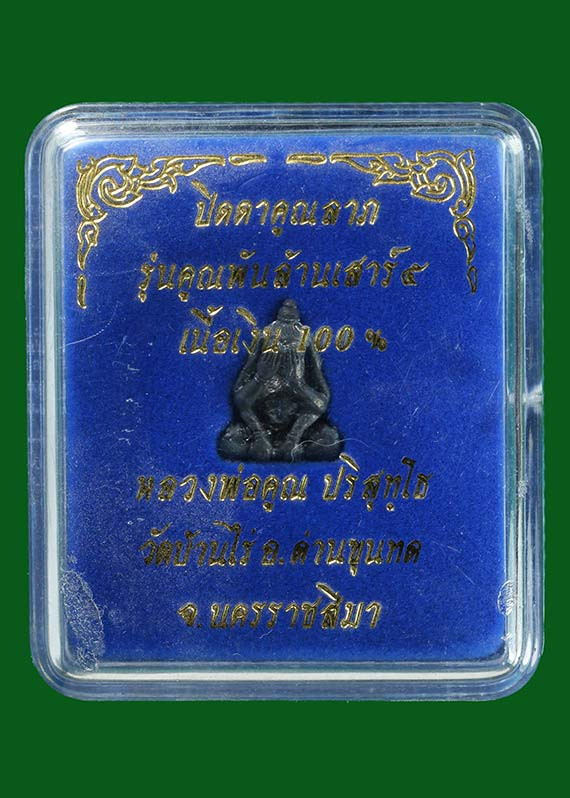 ปิดตาคูณลาภ
รุ่นคูณพันล้านเสาร์ ๕
เนื้อเงิน 100 %
หลวงพ่อคูณ ปริสุทฺโธ
วัดบ้านไร่ อ.ด่านขุนทด
จ.นครราชสีมา